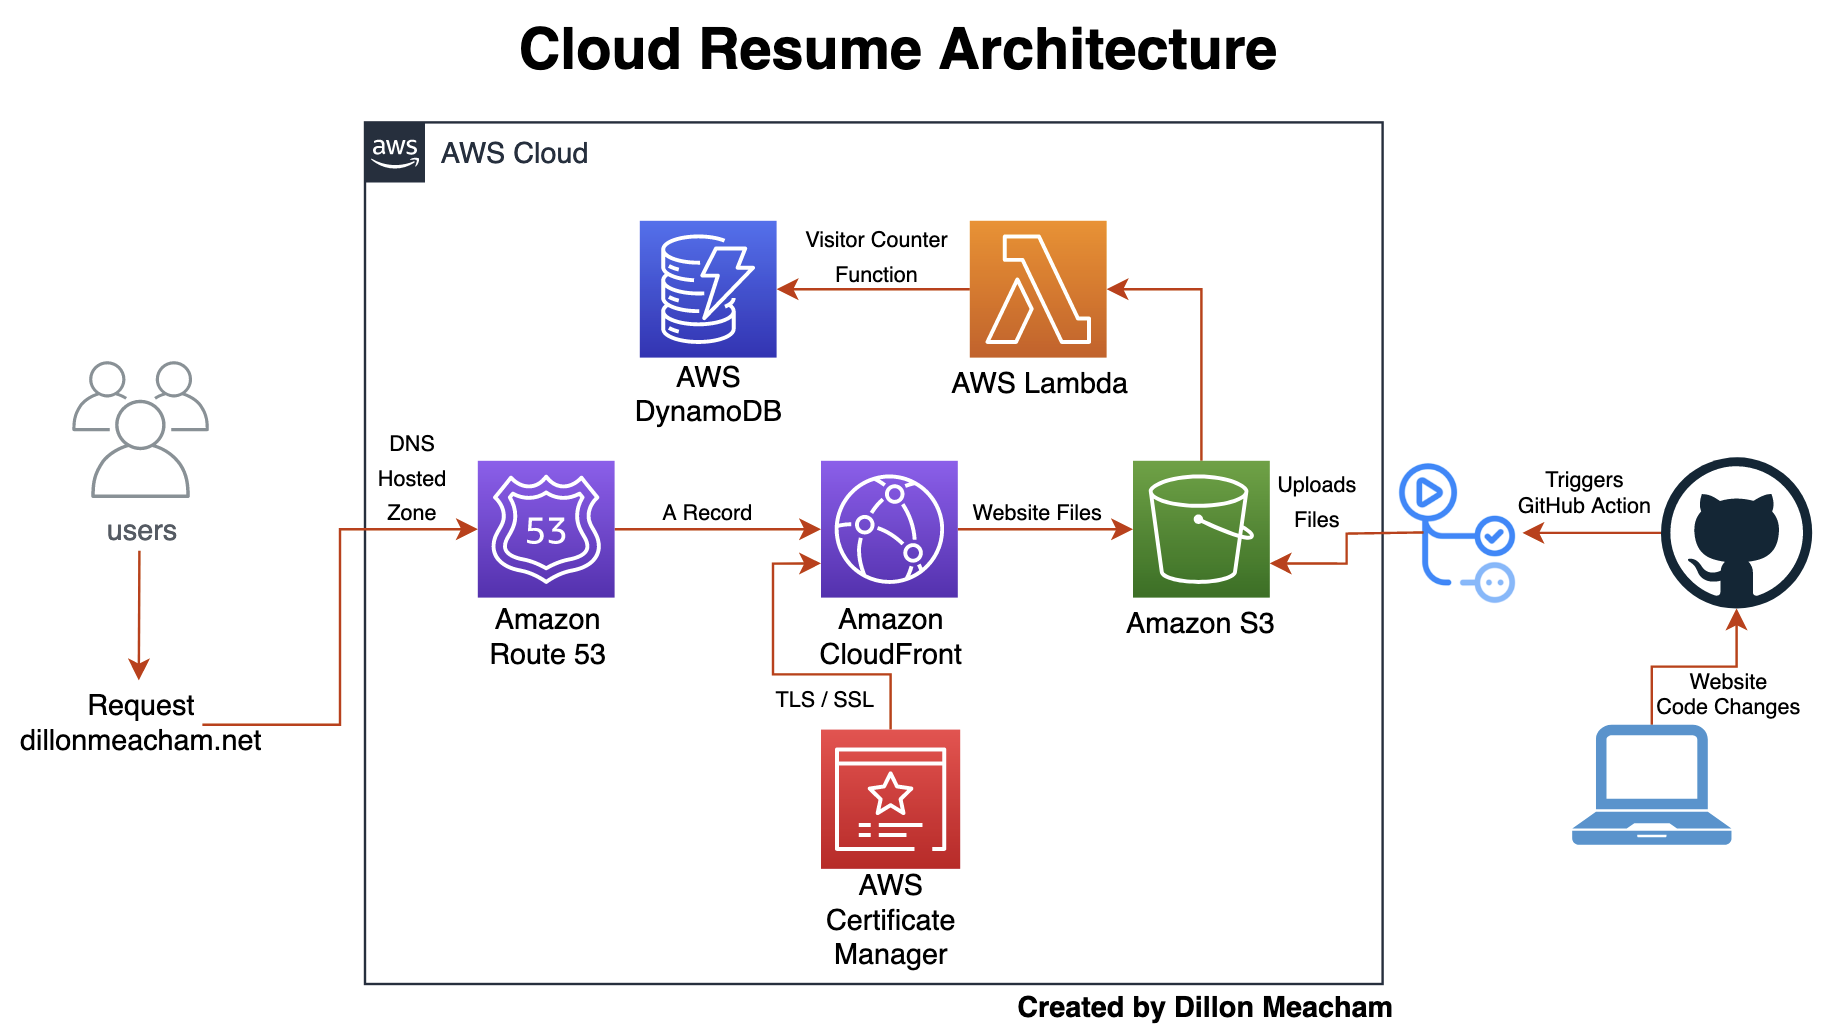 Cloud Resume Architecture
aws
AWS Cloud
Visitor Counter
Function
AWS
DynamoDB
AWS Lambda
users
Request
dillonmeacham.net
DNS
Hosted
Zone
53
Amazon
Route 53
A Record
Amazon
CloudFront
Website Files
Amazon S3
Uploads
Files
Triggers
GitHub Action
Website
Code Changes
TLS / SSL
AWS
Certificate
Manager
Created by Dillon Meacham